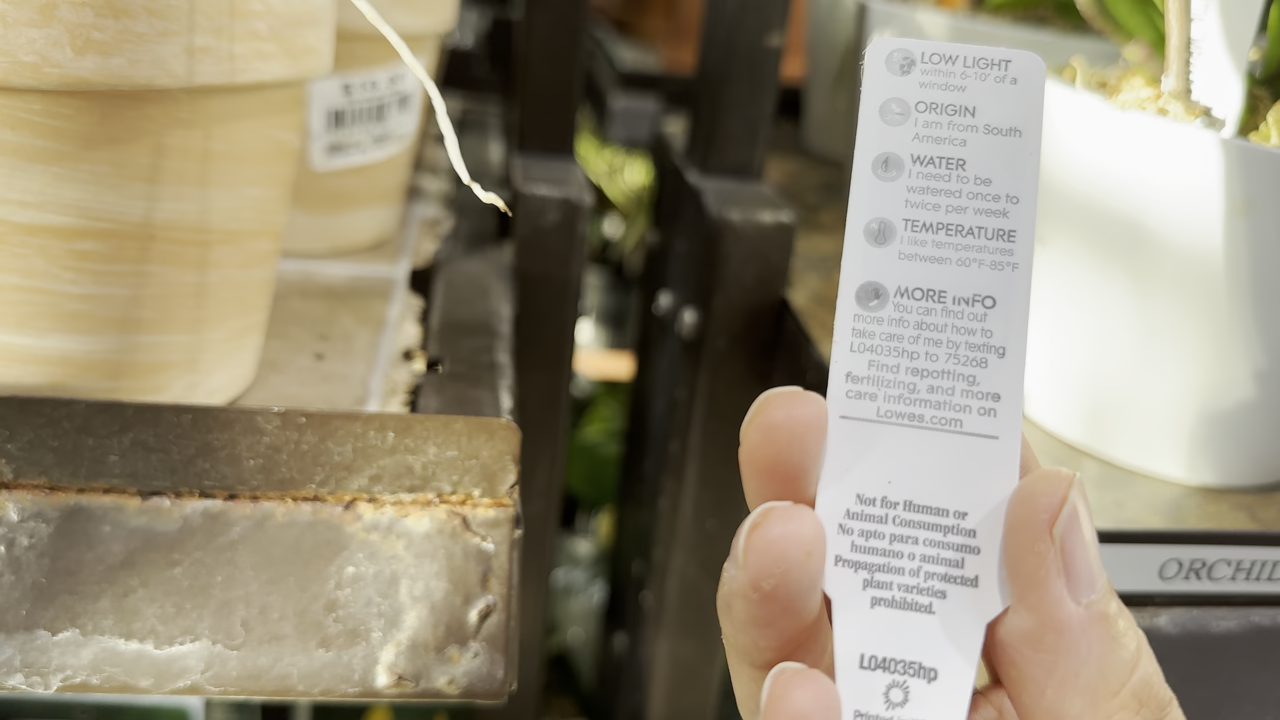 LOW LIGHT
within 6-10' of a
window
ORIGIN
I am from South
America
WATER
I need to be
watered once to
twice per week
TEMPERATURE
I like temperatures
between 60°F-85°F
MORE INFO
You can find out
more info about how to
take care of me by texting
L04035hp to 75268
Find repotting,
fertilizing, and more
care information on
Lowes.com
Not for Human or
Animal Consumption
No apto para consumo
humano o animal
Propagation of protected
plant varieties
prohibited.
L04035hp
Printed
ORCHID